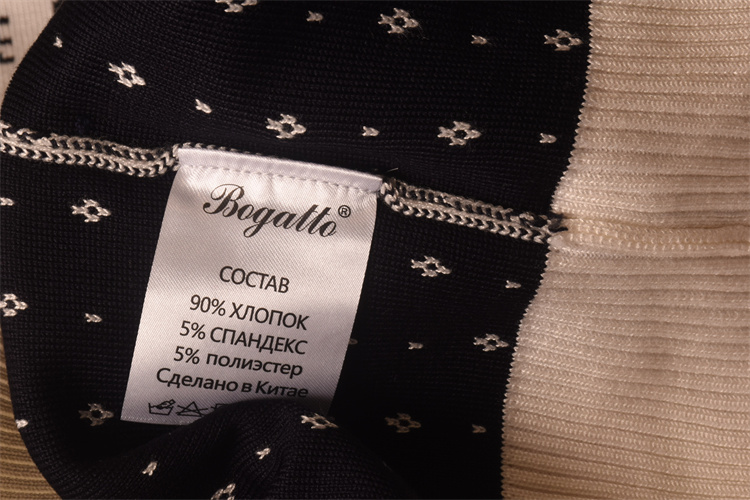 Bogatto®
СОСТАВ
90% ХЛОПОК
5% СПАНДЕКС
5% полиэстер
Сделано в Китае